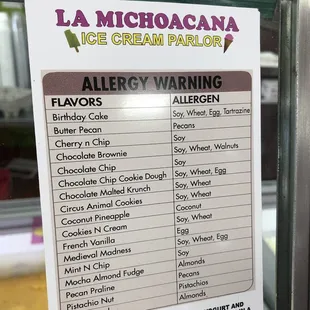 LA MICHOACANA
ICE CREAM PARLOR
ALLERGY WARNING
FLAVORS ALLERGEN
Birthday Cake Soy, Wheat, Egg, Tartrazine
Butter Pecan Pecans
Cherry n Chip Soy
Chocolate Brownie Soy, Wheat, Walnuts
Chocolate Chip Soy
Chocolate Chip Cookie Dough Soy, Wheat, Egg
Chocolate Malted Krunch Soy, Wheat
Circus Animal Cookies Soy, Wheat
Coconut Pineapple Coconut
Cookies N Cream Soy, Wheat
French Vanilla Egg
Medieval Madness Soy, Wheat, Egg
Mint N Chip Soy
Mocha Almond Fudge Almonds
Pecan Praline Pecans
Pistachio Nut Pistachios
Almonds
AND
IN A